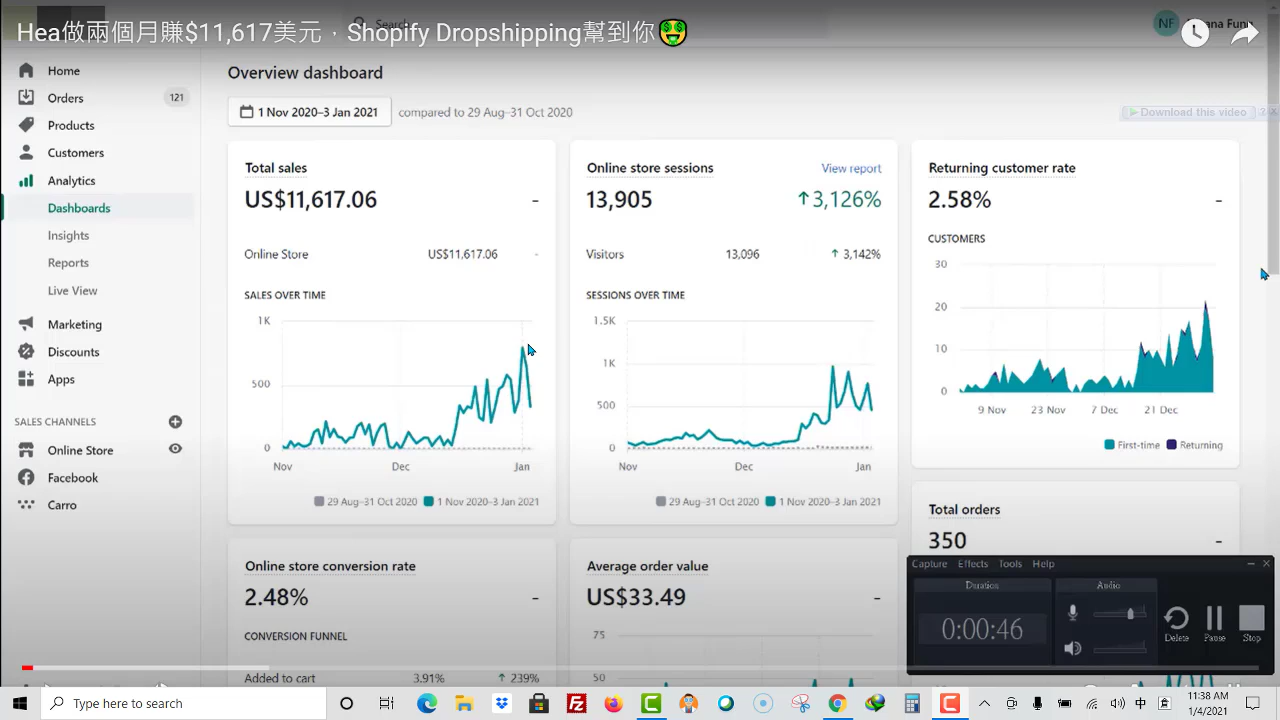 Hea做兩個月賺$11,617美元，Shopify Dropshipping幫到你🤑
Search
NF
Home
Orders 121
Products
Customers
Analytics
Dashboards
Insights
Reports
Live View
Marketing
Discounts
Apps
SALES CHANNELS
Online Store
Facebook
Carro
Overview dashboard
1 Nov 2020–3 Jan 2021 compared to 29 Aug–31 Oct 2020
Download this video ? X
Total sales
US$11,617.06 -
Online Store US$11,617.06 -
SALES OVER TIME
1K
500
0
Nov Dec Jan
29 Aug–31 Oct 2020 1 Nov 2020–3 Jan 2021
Online store sessions View report
13,905 ↑3,126%
Visitors 13,096 ↑ 3,142%
SESSIONS OVER TIME
1.5K
1K
500
0
Nov Dec Jan
29 Aug–31 Oct 2020 1 Nov 2020–3 Jan 2021
Returning customer rate
2.58% -
CUSTOMERS
30
20
10
0
9 Nov 23 Nov 7 Dec 21 Dec
First-time Returning
Online store conversion rate
2.48% -
CONVERSION FUNNEL
Added to cart 3.91% ↑ 239%
Average order value
US$33.49 -
75
50
Total orders
350 -
Capture Effects Tools Help
Duration Audio
0:00:46
Delete Pause Stop
Type here to search
中
11:38 AM
1/4/2021